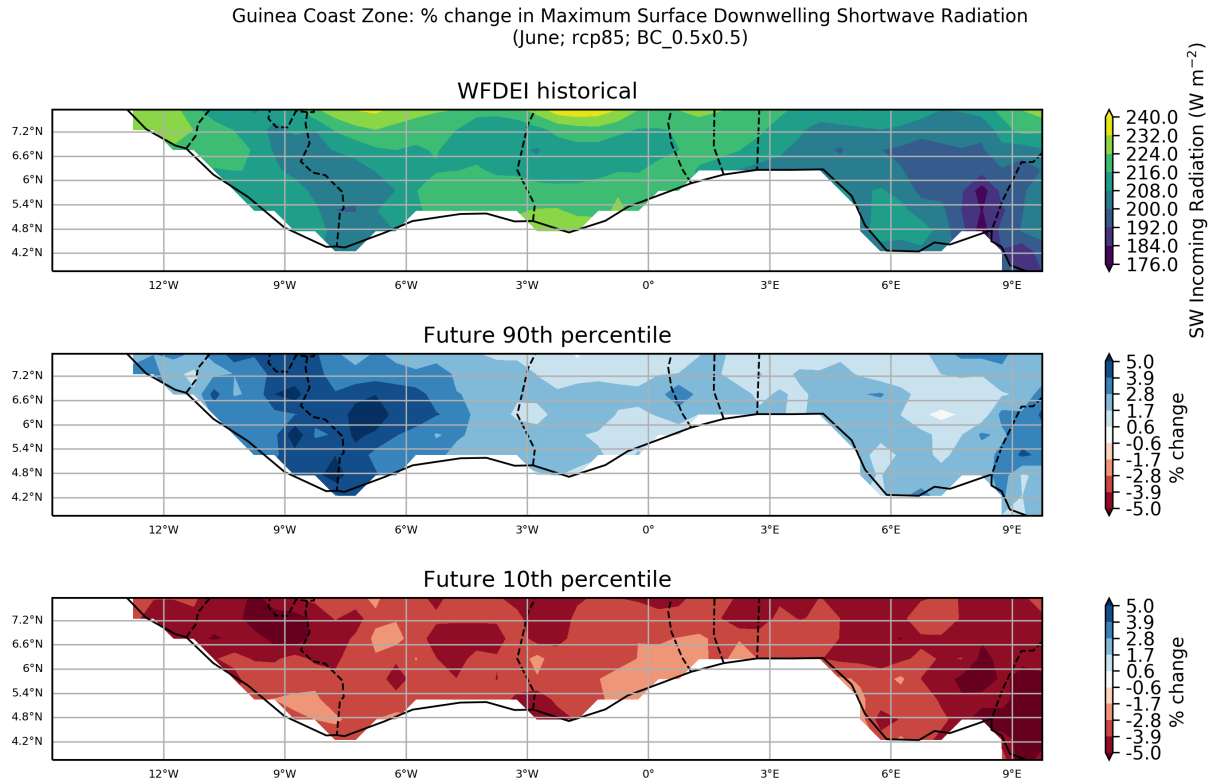 Guinea Coast Zone: % change in Maximum Surface Downwelling Shortwave Radiation
(June; rcp85; BC_0.5x0.5)
WFDEI historical
7.2°N
6.6°N
6°N
5.4°N
4.8°N
4.2°N
12°W 9°W 6°W 3°W 0° 3°E 6°E 9°E
240.0
232.0
224.0
216.0
208.0
200.0
192.0
184.0
176.0
SW Incoming Radiation (W m⁻²)
Future 90th percentile
7.2°N
6.6°N
6°N
5.4°N
4.8°N
4.2°N
12°W 9°W 6°W 3°W 0° 3°E 6°E 9°E
5.0
3.9
2.8
1.7
0.6
-0.6
-1.7
-2.8
-3.9
-5.0
% change
Future 10th percentile
7.2°N
6.6°N
6°N
5.4°N
4.8°N
4.2°N
12°W 9°W 6°W 3°W 0° 3°E 6°E 9°E
5.0
3.9
2.8
1.7
0.6
-0.6
-1.7
-2.8
-3.9
-5.0
% change